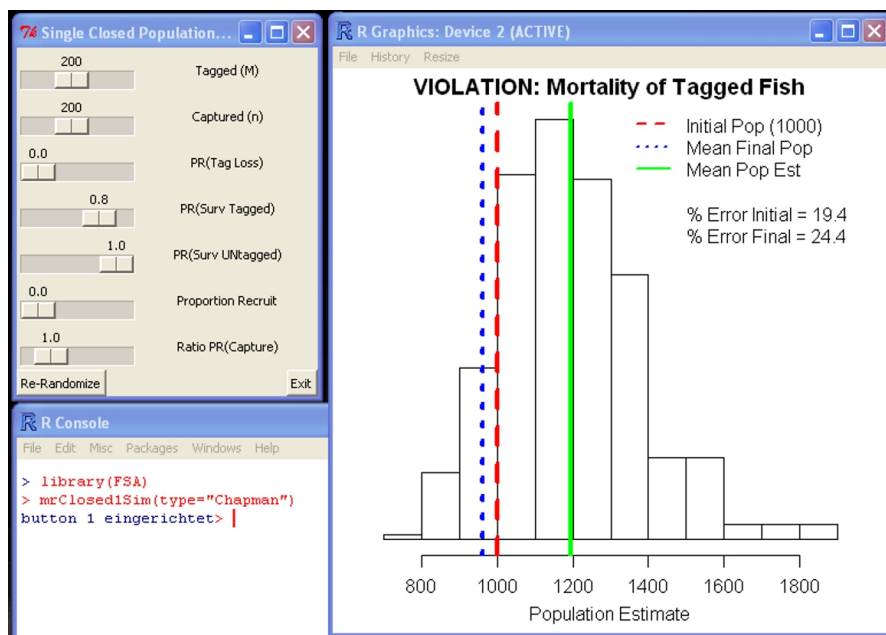 Single Closed Population...
200
Tagged (M)
200
Captured (n)
0.0
PR(Tag Loss)
0.8
PR(Surv Tagged)
1.0
PR(Surv UNtagged)
0.0
Proportion Recruit
1.0
Ratio PR(Capture)
Re-Randomize
Exit
R Console
File Edit Misc Packages Windows Help
> library(FSA)
> mrClosed1Sim(type="Chapman")
button 1 eingerichtet>
R Graphics: Device 2 (ACTIVE)
File History Resize
VIOLATION: Mortality of Tagged Fish
Initial Pop (1000)
Mean Final Pop
Mean Pop Est
% Error Initial = 19.4
% Error Final = 24.4
800 1000 1200 1400 1600 1800
Population Estimate